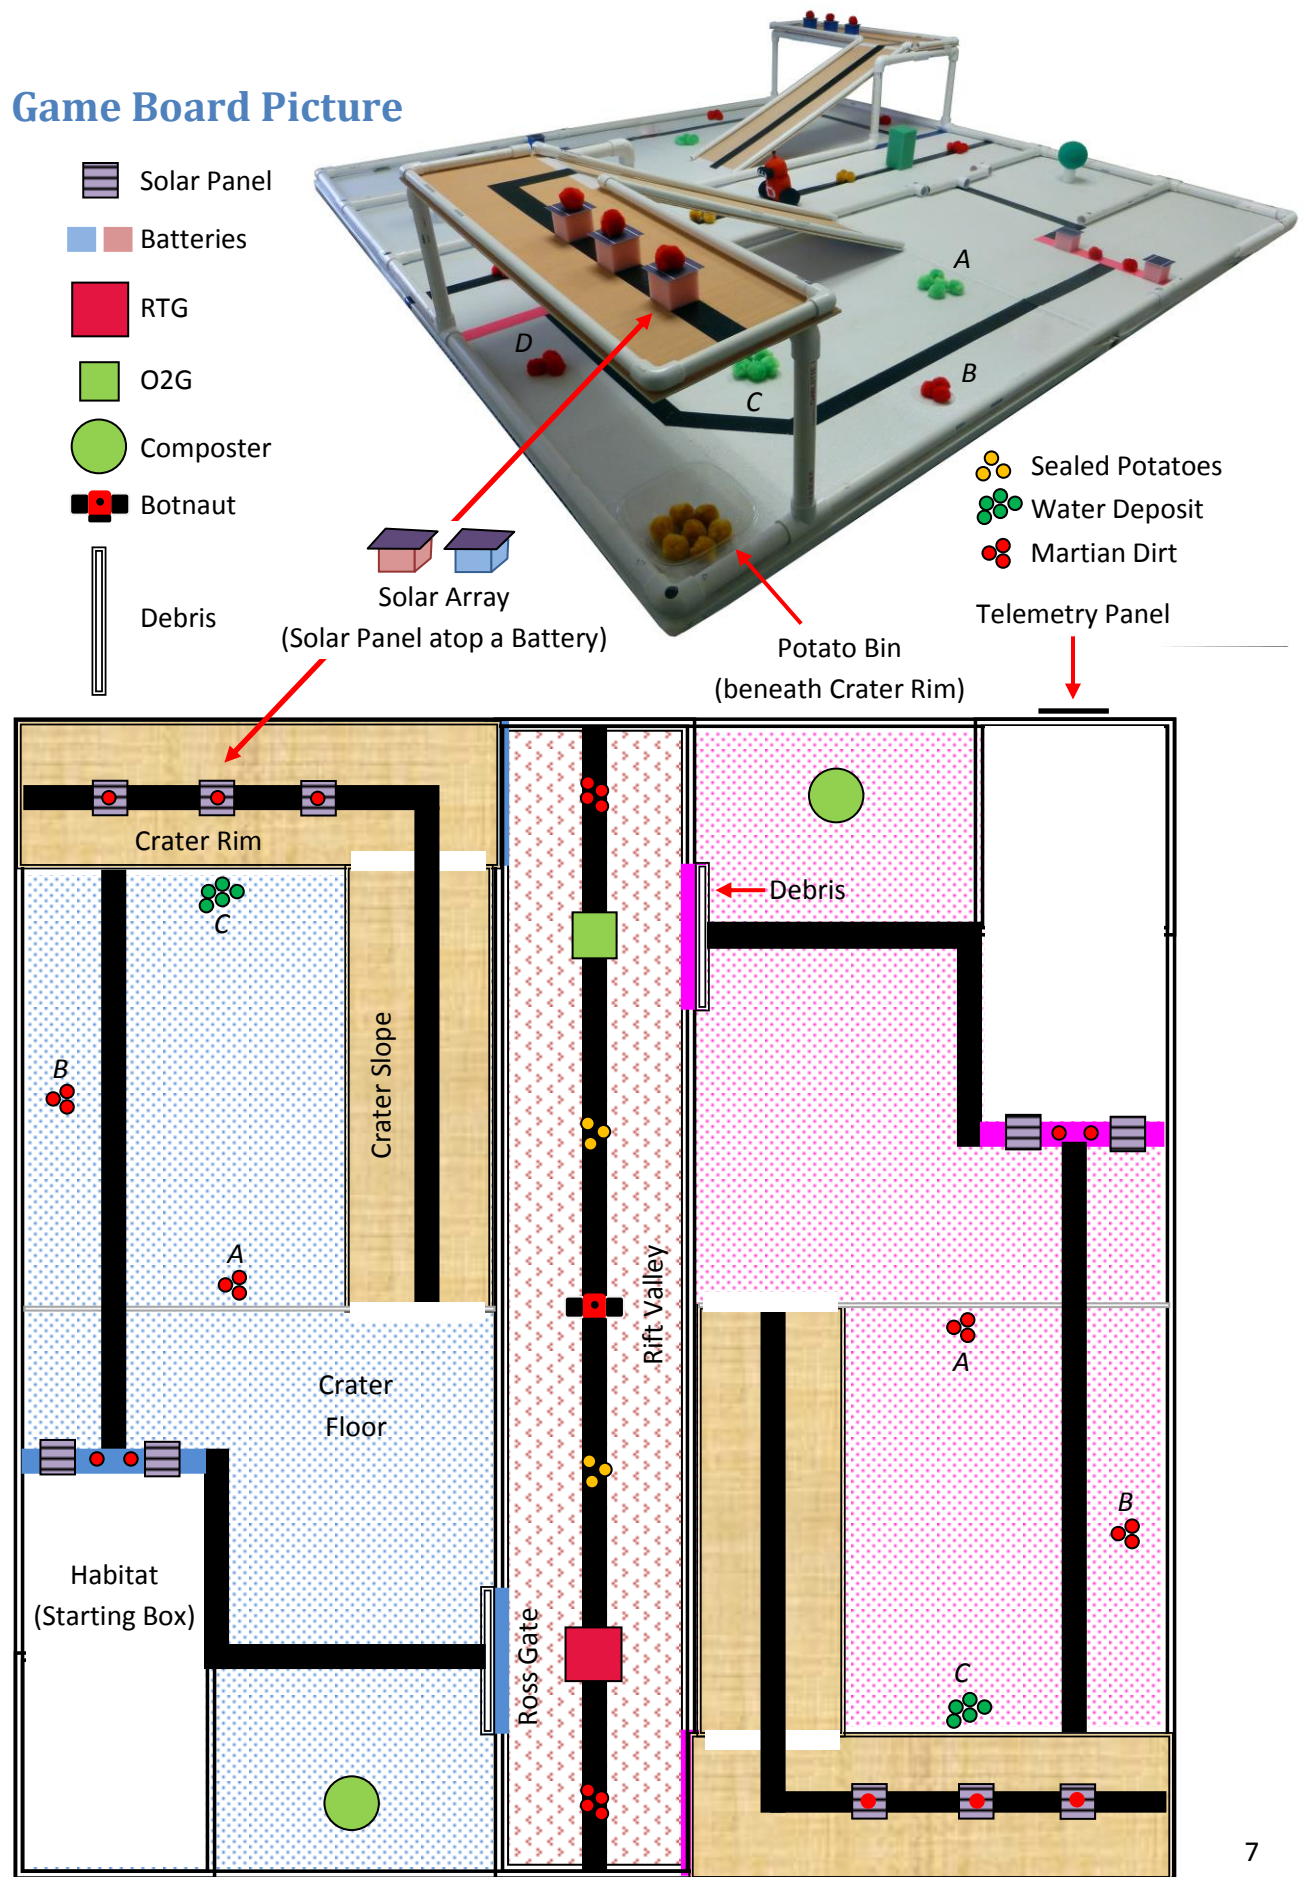 Game Board Picture
Solar Panel
Batteries
RTG
O2G
Composter
Botnaut
Debris
A
B
C
D
Sealed Potatoes
Water Deposit
Martian Dirt
Solar Array
(Solar Panel atop a Battery)
Potato Bin
(beneath Crater Rim)
Telemetry Panel
Crater Rim
C
B
A
Crater Slope
Crater
Floor
Habitat
(Starting Box)
Ross Gate
Rift Valley
Debris
A
B
C
7